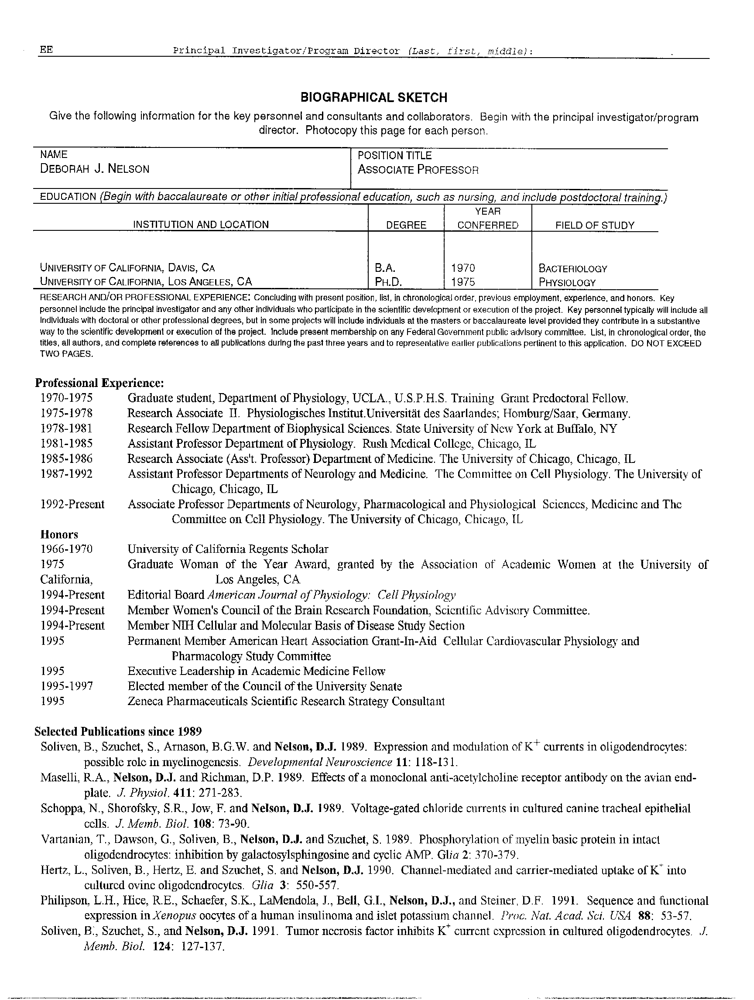 EE Principal Investigator/Program Director (Last, first, middle):
BIOGRAPHICAL SKETCH
Give the following information for the key personnel and consultants and collaborators. Begin with the principal investigator/program
director. Photocopy this page for each person.
NAME POSITION TITLE
DEBORAH J. NELSON ASSOCIATE PROFESSOR
EDUCATION (Begin with baccalaureate or other initial professional education, such as nursing, and include postdoctoral training.)
YEAR
INSTITUTION AND LOCATION DEGREE CONFERRED FIELD OF STUDY
UNIVERSITY OF CALIFORNIA, DAVIS, CA B.A. 1970 BACTERIOLOGY
UNIVERSITY OF CALIFORNIA, LOS ANGELES, CA PH.D. 1975 PHYSIOLOGY
RESEARCH AND/OR PROFESSIONAL EXPERIENCE: Concluding with present position, list, in chronological order, previous employment, experience, and honors. Key
personnel include the principal investigator and any other individuals who participate in the scientific development or execution of the project. Key personnel typically will include all
individuals with doctoral or other professional degrees, but in some projects will include individuals at the masters or baccalaureate level provided they contribute in a substantive
way to the scientific development or execution of the project. Include present membership on any Federal Government public advisory committee. List, in chronological order, the
titles, all authors, and complete references to all publications during the past three years and to representative earlier publications pertinent to this application. DO NOT EXCEED
TWO PAGES.
Professional Experience:
1970-1975 Graduate student, Department of Physiology, UCLA., U.S.P.H.S. Training Grant Predoctoral Fellow.
1975-1978 Research Associate II. Physiologisches Institut.Universität des Saarlandes; Homburg/Saar, Germany.
1978-1981 Research Fellow Department of Biophysical Sciences. State University of New York at Buffalo, NY
1981-1985 Assistant Professor Department of Physiology. Rush Medical College, Chicago, IL
1985-1986 Research Associate (Ass't. Professor) Department of Medicine. The University of Chicago, Chicago, IL
1987-1992 Assistant Professor Departments of Neurology and Medicine. The Committee on Cell Physiology. The University of
Chicago, Chicago, IL
1992-Present Associate Professor Departments of Neurology, Pharmacological and Physiological Sciences, Medicine and The
Committee on Cell Physiology. The University of Chicago, Chicago, IL
Honors
1966-1970 University of California Regents Scholar
1975 Graduate Woman of the Year Award, granted by the Association of Academic Women at the University of
California, Los Angeles, CA
1994-Present Editorial Board American Journal of Physiology: Cell Physiology
1994-Present Member Women's Council of the Brain Research Foundation, Scientific Advisory Committee.
1994-Present Member NIH Cellular and Molecular Basis of Disease Study Section
1995 Permanent Member American Heart Association Grant-In-Aid Cellular Cardiovascular Physiology and
Pharmacology Study Committee
1995 Executive Leadership in Academic Medicine Fellow
1995-1997 Elected member of the Council of the University Senate
1995 Zeneca Pharmaceuticals Scientific Research Strategy Consultant
Selected Publications since 1989
Soliven, B., Szuchet, S., Arnason, B.G.W. and Nelson, D.J. 1989. Expression and modulation of K+ currents in oligodendrocytes:
possible role in myelinogenesis. Developmental Neuroscience 11: 118-131.
Maselli, R.A., Nelson, D.J. and Richman, D.P. 1989. Effects of a monoclonal anti-acetylcholine receptor antibody on the avian end-
plate. J. Physiol. 411: 271-283.
Schoppa, N., Shorofsky, S.R., Jow, F. and Nelson, D.J. 1989. Voltage-gated chloride currents in cultured canine tracheal epithelial
cells. J. Memb. Biol. 108: 73-90.
Vartanian, T., Dawson, G., Soliven, B., Nelson, D.J. and Szuchet, S. 1989. Phosphorylation of myelin basic protein in intact
oligodendrocytes: inhibition by galactosylsphingosine and cyclic AMP. Glia 2: 370-379.
Hertz, L., Soliven, B., Hertz, E. and Szuchet, S. and Nelson, D.J. 1990. Channel-mediated and carrier-mediated uptake of K+ into
cultured ovine oligodendrocytes. Glia 3: 550-557.
Philipson, L.H., Hice, R.E., Schaefer, S.K., LaMendola, J., Bell, G.I., Nelson, D.J., and Steiner, D.F. 1991. Sequence and functional
expression in Xenopus oocytes of a human insulinoma and islet potassium channel. Proc. Nat. Acad. Sci. USA 88: 53-57.
Soliven, B., Szuchet, S., and Nelson, D.J. 1991. Tumor necrosis factor inhibits K+ current expression in cultured oligodendrocytes. J.
Memb. Biol. 124: 127-137.